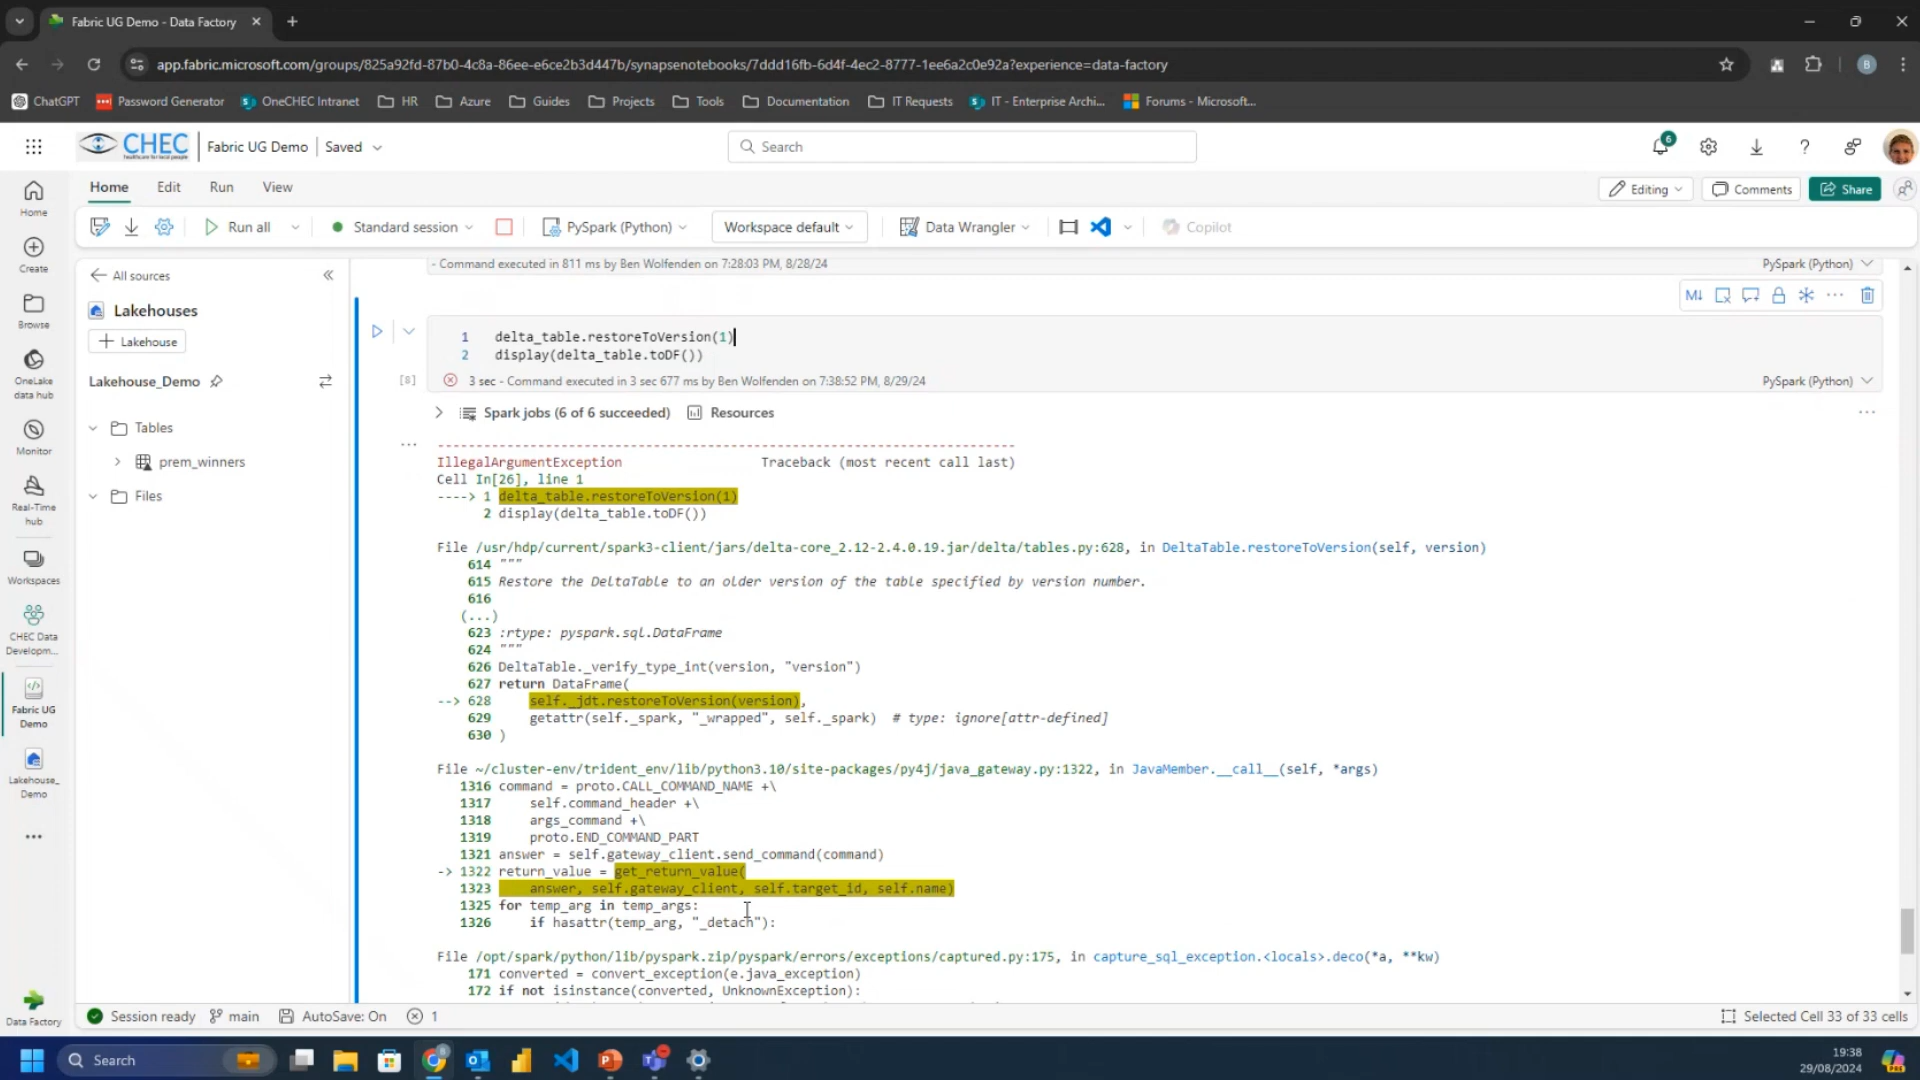 Fabric UG Demo - Data Factory
app.fabric.microsoft.com/groups/825a92fd-87b0-4c8a-86ee-e6ce2b3d447b/synapsenotebooks/7ddd16fb-6d4f-4ec2-8777-1ee6a2c0e92a?experience=data-factory
B
ChatGPT Password Generator OneCHEC Intranet HR Azure Guides Projects Tools Documentation IT Requests IT - Enterprise Archi... Forums - Microsoft...
CHEC Fabric UG Demo Saved Search 6
healthcare for local people
Home Edit Run View Editing Comments Share
Run all Standard session PySpark (Python) Workspace default Data Wrangler Copilot
Home
Create
Browse
OneLake data hub
Monitor
Real-Time hub
Workspaces
CHEC Data Developm...
Fabric UG Demo
Lakehouse_ Demo
Data Factory
All sources
Lakehouses
Lakehouse
Lakehouse_Demo
Tables
prem_winners
Files
- Command executed in 811 ms by Ben Wolfenden on 7:28:03 PM, 8/28/24 PySpark (Python)
M↓
1 delta_table.restoreToVersion(1)
2 display(delta_table.toDF())
[8] 3 sec - Command executed in 3 sec 677 ms by Ben Wolfenden on 7:38:52 PM, 8/29/24 PySpark (Python)
Spark jobs (6 of 6 succeeded) Resources
---------------------------------------------------------------------------
IllegalArgumentException Traceback (most recent call last)
Cell In[26], line 1
----> 1 delta_table.restoreToVersion(1)
2 display(delta_table.toDF())
File /usr/hdp/current/spark3-client/jars/delta-core_2.12-2.4.0.19.jar/delta/tables.py:628, in DeltaTable.restoreToVersion(self, version)
614 """
615 Restore the DeltaTable to an older version of the table specified by version number.
616
(...)
623 :rtype: pyspark.sql.DataFrame
624 """
626 DeltaTable._verify_type_int(version, "version")
627 return DataFrame(
--> 628 self._jdt.restoreToVersion(version),
629 getattr(self._spark, "_wrapped", self._spark) # type: ignore[attr-defined]
630 )
File ~/cluster-env/trident_env/lib/python3.10/site-packages/py4j/java_gateway.py:1322, in JavaMember.__call__(self, *args)
1316 command = proto.CALL_COMMAND_NAME +\
1317 self.command_header +\
1318 args_command +\
1319 proto.END_COMMAND_PART
1321 answer = self.gateway_client.send_command(command)
-> 1322 return_value = get_return_value(
1323 answer, self.gateway_client, self.target_id, self.name)
1325 for temp_arg in temp_args:
1326 if hasattr(temp_arg, "_detach"):
File /opt/spark/python/lib/pyspark.zip/pyspark/errors/exceptions/captured.py:175, in capture_sql_exception.<locals>.deco(*a, **kw)
171 converted = convert_exception(e.java_exception)
172 if not isinstance(converted, UnknownException):
Session ready main AutoSave: On 1 Selected Cell 33 of 33 cells
Search 19:38
29/08/2024